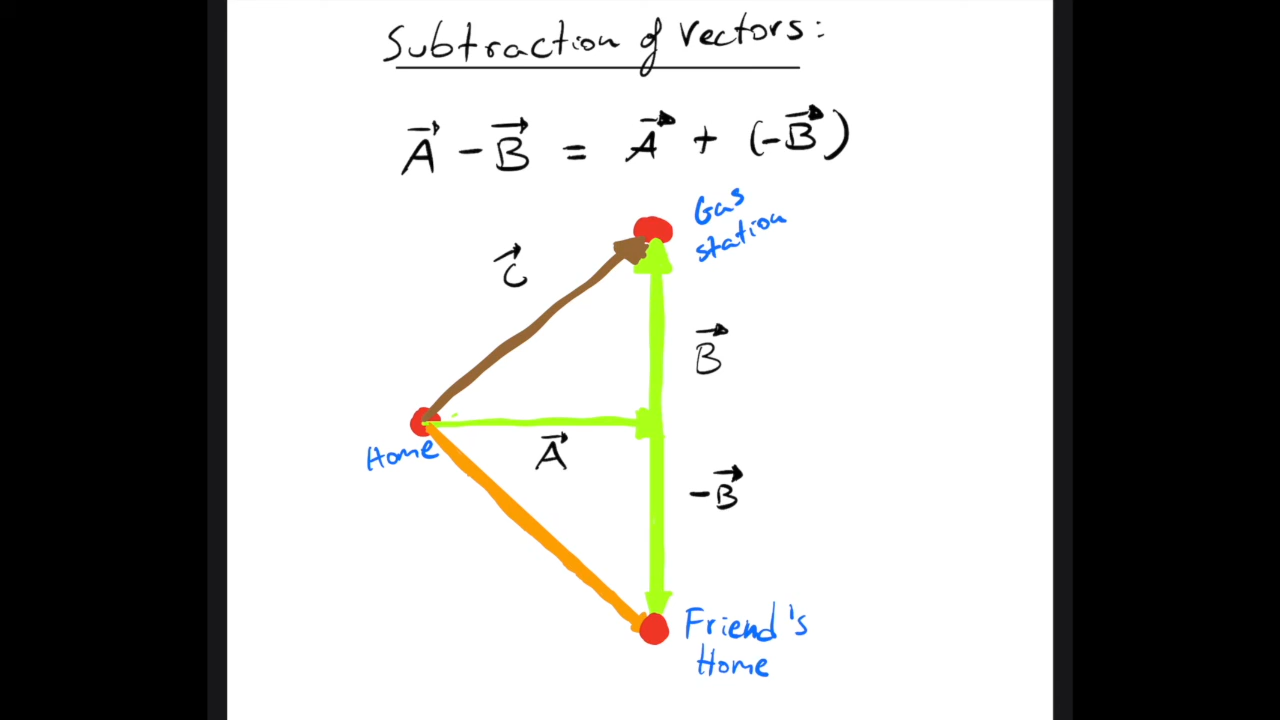 Subtraction of Vectors:
A⃗ - B⃗ = A⃗ + (-B⃗)
Gas
station
C⃗
B⃗
Home
A⃗
-B⃗
Friend's
Home